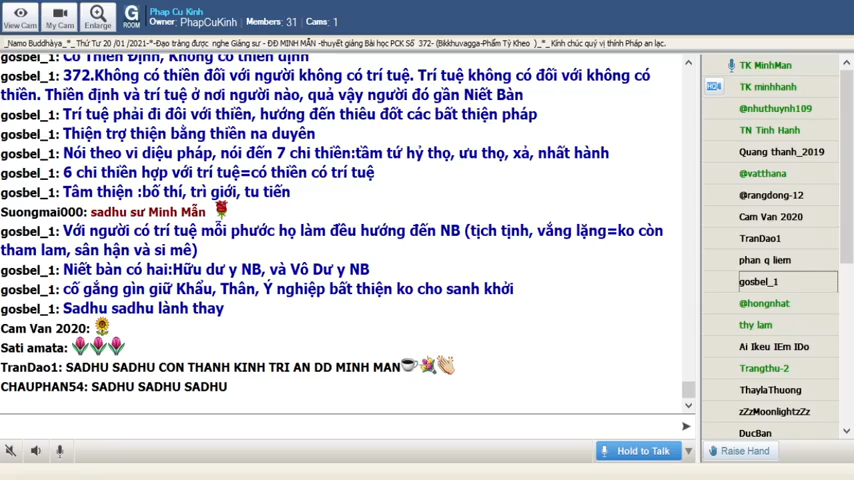 Phap Cu Kinh
Owner: PhapCuKinh | Members: 31 | Cams: 1
View Cam
My Cam
Enlarge
G
ROOM
_Namo Buddhàya_*_ Thứ Tư 20 /01 /2021-*-Đạo tràng được nghe Giảng sư - ĐĐ MINH MẪN -thuyết giảng Bài học PCK Số 372- (Bikkhuvagga-Phẩm Tỳ Kheo )_*_ Kính chúc quý vị thính Pháp an lạc.
gosbel_1: Có Thiền Định, Không có thiền định
gosbel_1: 372.Không có thiền đối với người không có trí tuệ. Trí tuệ không có đối với không có
thiền. Thiền định và trí tuệ ở nơi người nào, quả vậy người đó gần Niết Bàn
gosbel_1: Trí tuệ phải đi đôi với thiền, hướng đến thiêu đốt các bất thiện pháp
gosbel_1: Thiện trợ thiện bằng thiền na duyên
gosbel_1: Nói theo vi diệu pháp, nói đến 7 chi thiền:tầm tứ hỷ thọ, ưu thọ, xả, nhất hành
gosbel_1: 6 chi thiền hợp với trí tuệ=có thiền có trí tuệ
gosbel_1: Tâm thiện :bố thí, trì giới, tu tiến
Suongmai000: sadhu sư Minh Mẫn
gosbel_1: Với người có trí tuệ mỗi phước họ làm đều hướng đến NB (tịch tịnh, vắng lặng=ko còn
tham lam, sân hận và si mê)
gosbel_1: Niết bàn có hai:Hữu dư y NB, và Vô Dư y NB
gosbel_1: cố gắng gìn giữ Khẩu, Thân, Ý nghiệp bất thiện ko cho sanh khởi
gosbel_1: Sadhu sadhu lành thay
Cam Van 2020:
Sati amata:
TranDao1: SADHU SADHU CON THANH KINH TRI AN DD MINH MAN
CHAUPHAN54: SADHU SADHU SADHU
TK MinhMan
TK minhhanh
@nhuthuynh109
TN Tinh Hanh
Quang thanh_2019
@vatthana
@rangdong-12
Cam Van 2020
TranDao1
phan q liem
gosbel_1
@hongnhat
thy lam
Ai Ikeu IEm IDo
Trangthu-2
ThaylaThuong
zZzMoonlightzZz
DucBan
Hold to Talk
Raise Hand